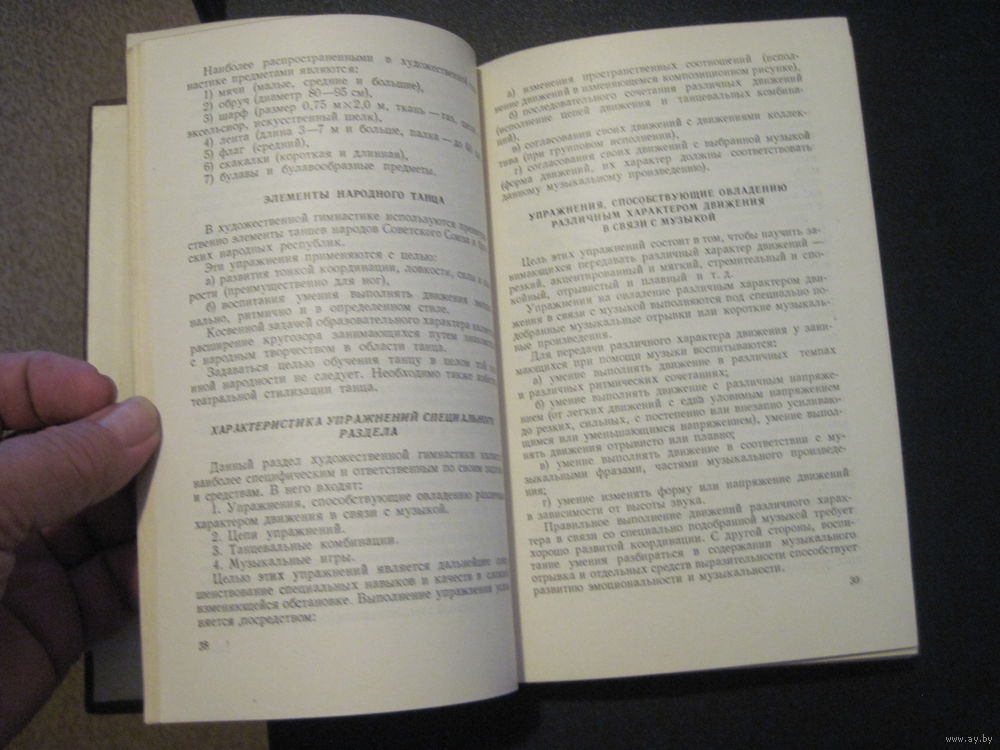 Наиболее распространенными в художественной
настике предметами являются:
1) мячи (малые, средние и большие),
2) обруч (диаметр 80—95 см),
3) шарф (размер 0,75 м×2,0 м, ткань — газ,
эксельсиор, искусственный шелк),
4) лента (длина 3—7 м и больше, палка — до
5) флаг (средний),
6) скакалки (короткая и длинная),
7) булавы и булавообразные предметы.
ЭЛЕМЕНТЫ НАРОДНОГО ТАНЦА
В художественной гимнастике используются
ственно элементы танцев народов Советского Союза и
ских народных республик.
Эти упражнения применяются с целью:
а) развития тонкой координации, ловкости, силы и
рости (преимущественно для ног),
б) воспитания умения выполнять движения
вально, ритмично и в определенном стиле.
Косвенной задачей образовательного характера
расширение кругозора занимающихся путем
с народным творчеством в области танца.
Задаваться целью обучения танцу в целом той
иной народности не следует. Необходимо также
театральной стилизации танца.
ХАРАКТЕРИСТИКА УПРАЖНЕНИЙ СПЕЦИАЛЬНОГО
РАЗДЕЛА
Данный раздел художественной гимнастики
наиболее специфическим и ответственным по своим
и средствам. В него входят:
1. Упражнения, способствующие овладению
характером движения в связи с музыкой.
2. Цепи упражнений.
3. Танцевальные комбинации.
4. Музыкальные игры.
Целью этих упражнений является дальнейшее
шенствование специальных навыков и качеств в
изменяющейся обстановке. Выполнение упражнения
няется посредством:
38
а) изменения пространственных соотношений (испол-
нение движений в изменяющемся композиционном рисунке),
б) последовательного сочетания различных движений
(исполнение цепей движения и танцевальных комбина-
ций),
в) согласования своих движений с движениями коллек-
тива (при групповом исполнении),
г) согласования своих движений с выбранной музыкой
(форма движений, их характер должны соответствовать
данному музыкальному произведению).
УПРАЖНЕНИЯ, СПОСОБСТВУЮЩИЕ ОВЛАДЕНИЮ
РАЗЛИЧНЫМ ХАРАКТЕРОМ ДВИЖЕНИЯ
В СВЯЗИ С МУЗЫКОЙ
Цель этих упражнений состоит в том, чтобы научить за-
нимающихся передавать различный характер движений —
резкий, акцентированный и мягкий, стремительный и спо-
койный, отрывистый и плавный и т. д.
Упражнения на овладение различным характером дви-
жения в связи с музыкой выполняются под специально по-
добранные музыкальные отрывки или короткие музыкаль-
ные произведения.
Для передачи различного характера движения у зани-
мающихся при помощи музыки воспитываются:
а) умение выполнять движение в различных темпах
и различных ритмических сочетаниях;
б) умение выполнять движение с различным напряже-
нием (от легких движений с едва уловимым напряжением
до резких, сильных, с постепенно или внезапно усиливаю-
щимся или уменьшающимся напряжением), умение выпол-
нять движения отрывисто или плавно;
в) умение выполнять движение в соответствии с му-
зыкальными фразами, частями музыкального произведе-
ния;
г) умение изменять форму или напряжение движений
в зависимости от высоты звука.
Правильное выполнение движений различного харак-
тера в связи со специально подобранной музыкой требует
хорошо развитой координации. С другой стороны, воспи-
тание умения разбираться в содержании музыкального
отрывка и отдельных средств выразительности способствует
развитию эмоциональности и музыкальности.
39
www.ay.by